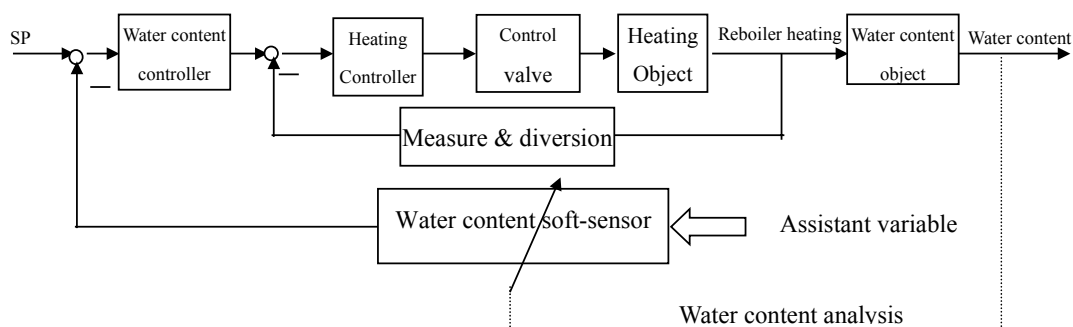 SP
Water content
controller
Heating
Controller
Control
valve
Heating
Object
Reboiler heating
Water content
object
Water content
Measure & diversion
Water content soft-sensor
Assistant variable
Water content analysis